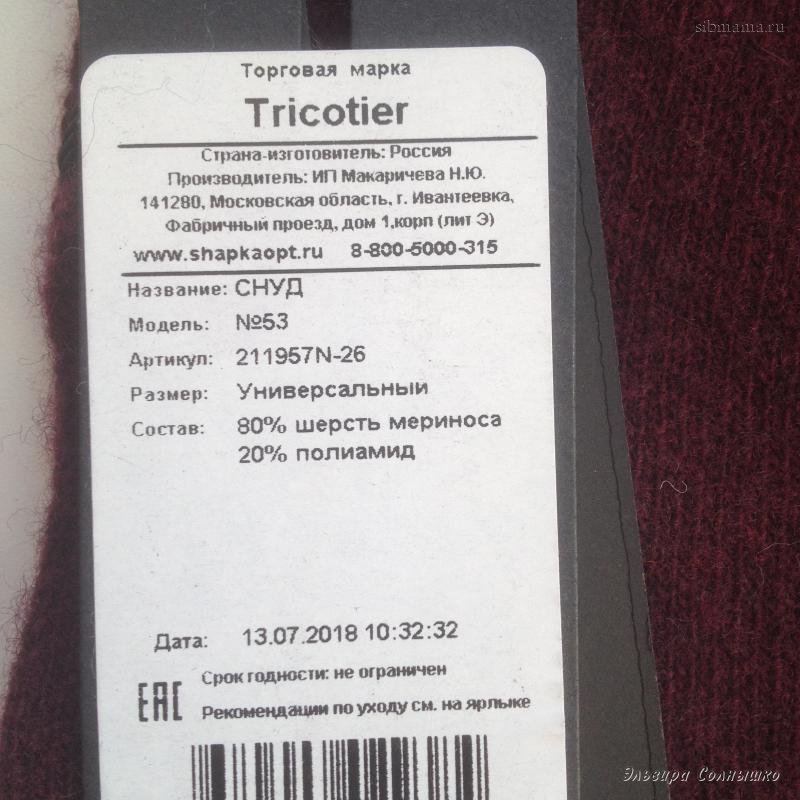 sibmama.ru
Торговая марка
Tricotier
Страна-изготовитель: Россия
Производитель: ИП Макаричева Н.Ю.
141280, Московская область, г. Ивантеевка,
Фабричный проезд, дом 1,корп (лит Э)
www.shapkaopt.ru 8-800-5000-315
Название: СНУД
Модель: №53
Артикул: 211957N-26
Размер: Универсальный
Состав: 80% шерсть мериноса
20% полиамид
Дата: 13.07.2018 10:32:32
Срок годности: не ограничен
EAC Рекомендации по уходу см. на ярлыке
Эльвира Солнышко